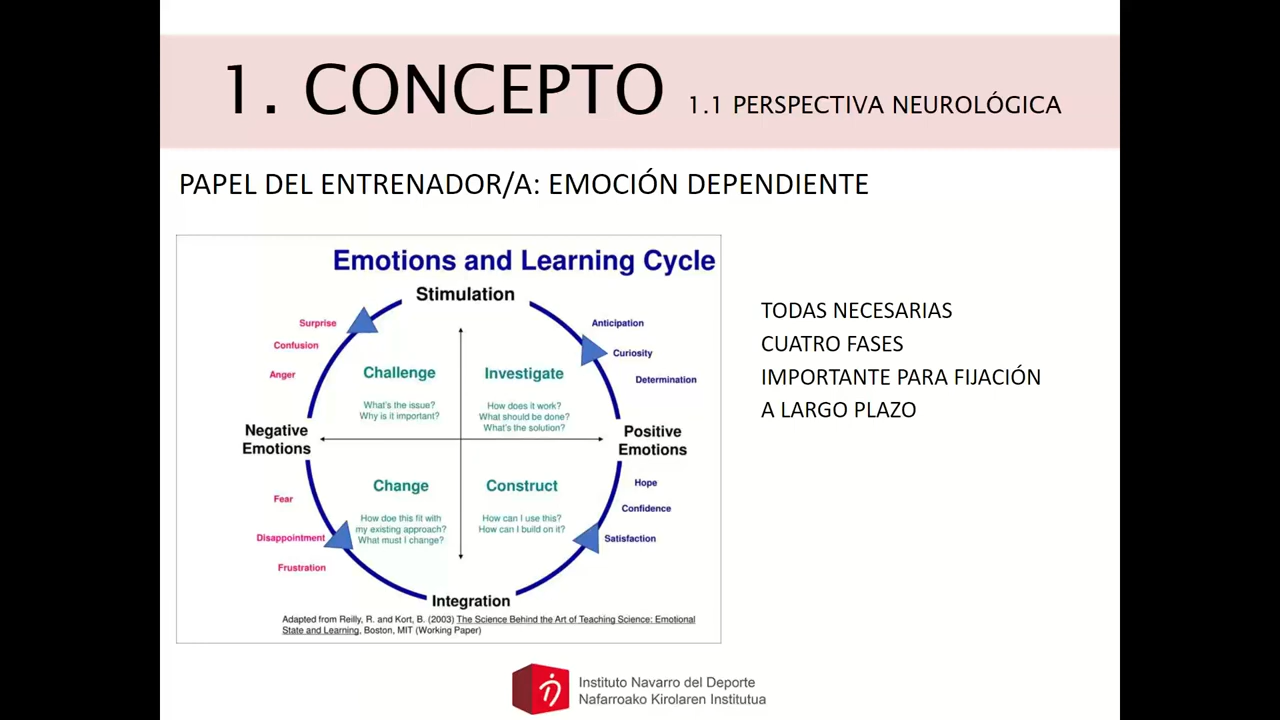 1. CONCEPTO 1.1 PERSPECTIVA NEUROLÓGICA
PAPEL DEL ENTRENADOR/A: EMOCIÓN DEPENDIENTE
Emotions and Learning Cycle
Stimulation
Surprise
Confusion
Anger
Anticipation
Curiosity
Determination
Challenge
What's the issue?
Why is it important?
Investigate
How does it work?
What should be done?
What's the solution?
Negative
Emotions
Positive
Emotions
Change
How doe this fit with
my existing approach?
What must I change?
Construct
How can I use this?
How can I build on it?
Fear
Disappointment
Frustration
Hope
Confidence
Satisfaction
Integration
Adapted from Reilly, R. and Kort, B. (2003) The Science Behind the Art of Teaching Science: Emotional
State and Learning, Boston, MIT (Working Paper)
TODAS NECESARIAS
CUATRO FASES
IMPORTANTE PARA FIJACIÓN
A LARGO PLAZO
Instituto Navarro del Deporte
Nafarroako Kirolaren Institutua